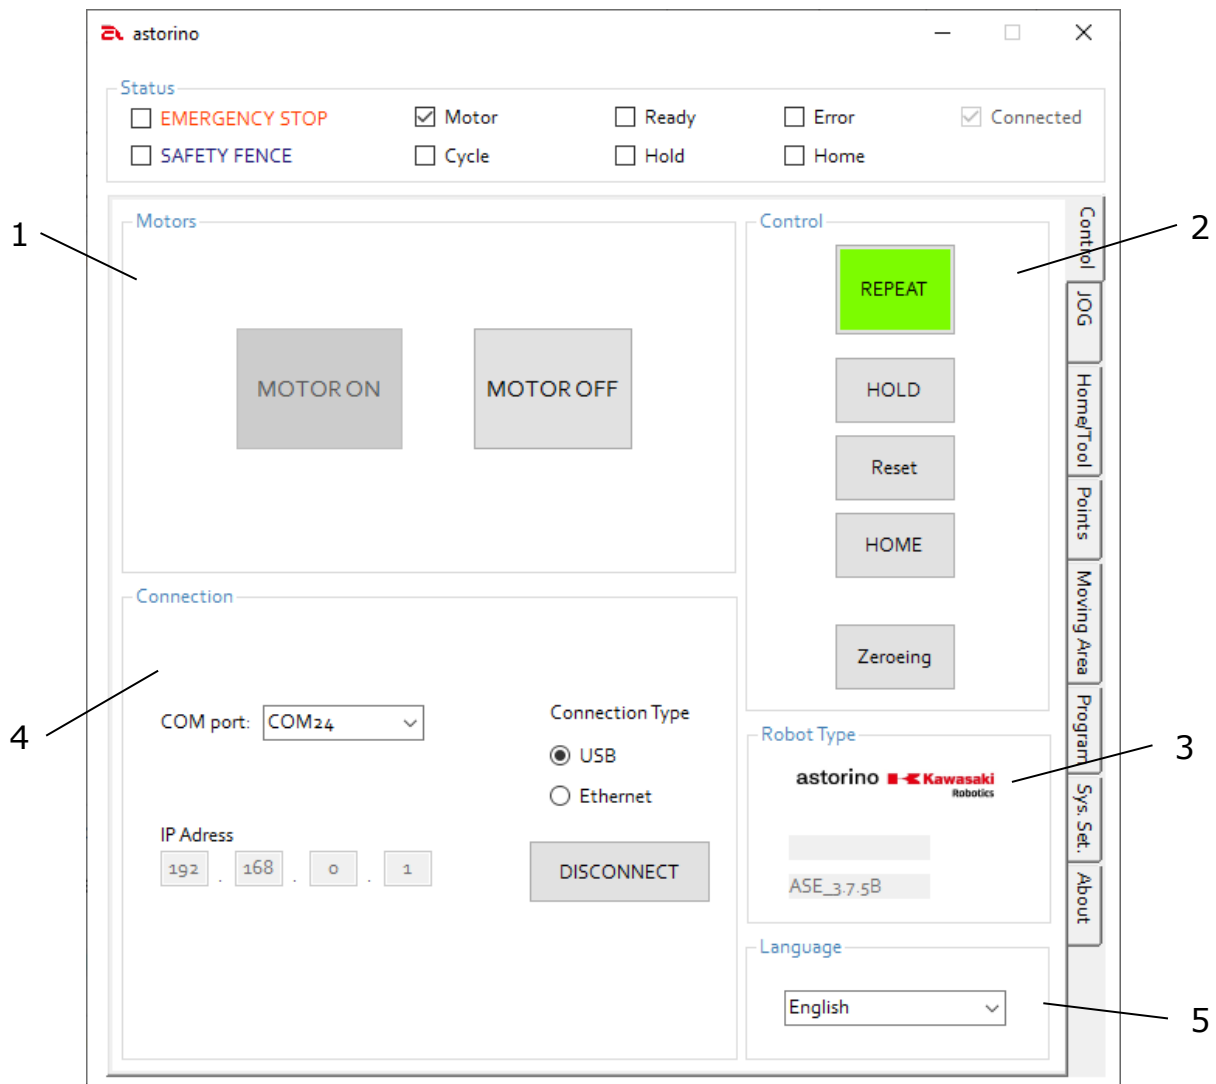 astorino
Status
EMERGENCY STOP Motor Ready Error Connected
SAFETY FENCE Cycle Hold Home
1
Motors
MOTOR ON MOTOR OFF
Control
REPEAT
HOLD
Reset
HOME
Zeroeing
2
Control
JOG
Home/Tool
Points
Moving Area
Program
Sys. Set.
About
Connection
4
COM port: COM24
Connection Type
USB
Ethernet
IP Adress
192 . 168 . 0 . 1
DISCONNECT
Robot Type
astorino Kawasaki
Robotics
ASE_3.7.5B
3
Language
English
5